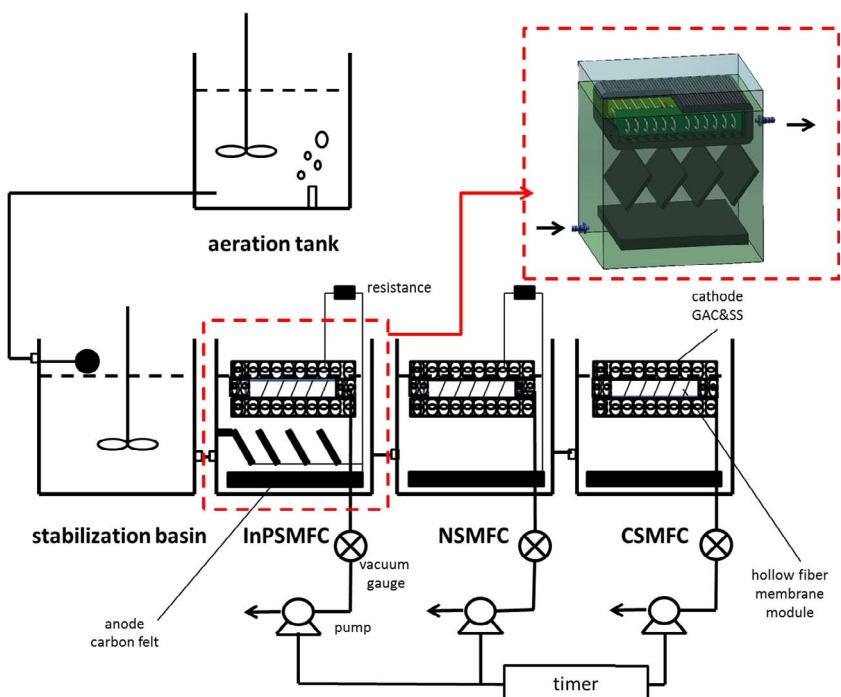 aeration tank
resistance
cathode
GAC&SS
stabilization basin
InPSMFC
NSMFC
CSMFC
vacuum
gauge
hollow fiber
membrane
module
anode
carbon felt
pump
timer